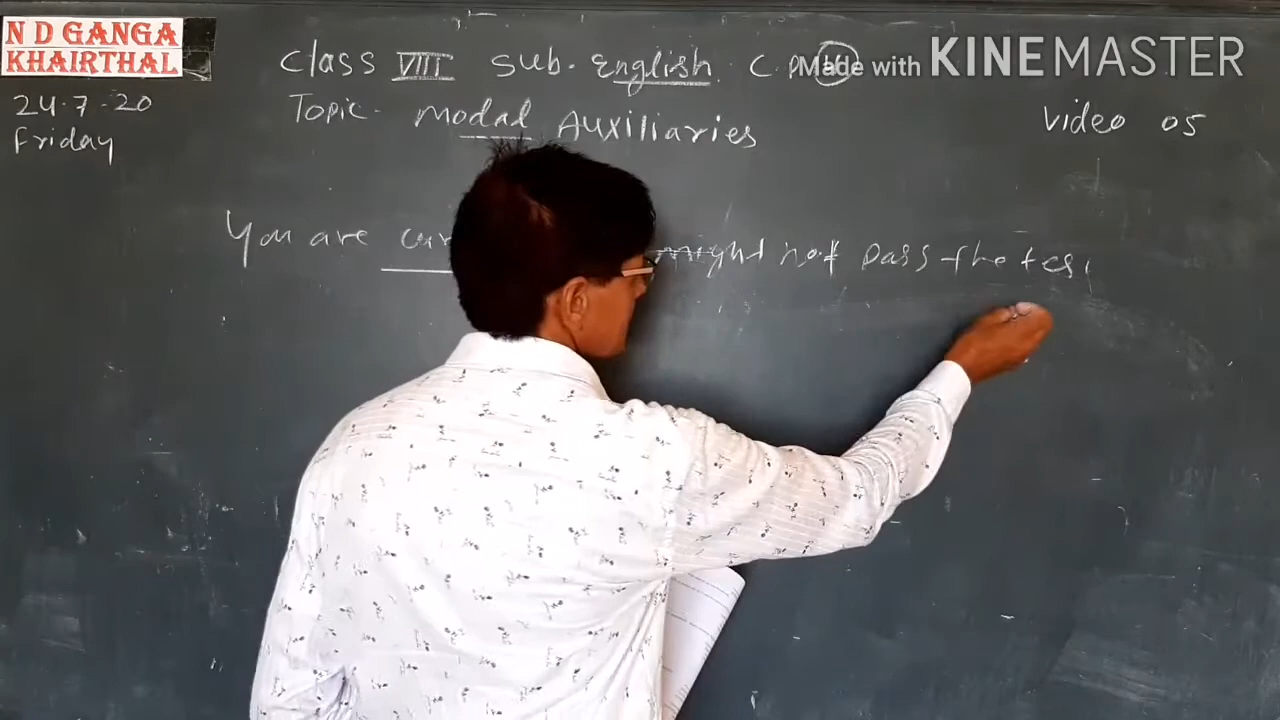 N D GANGA
KHAIRTHAL
24.7.20
Friday
Class VIII Sub. English
Made with KINEMASTER
Topic - Modal Auxiliaries
Video 05
You are might not pass the test